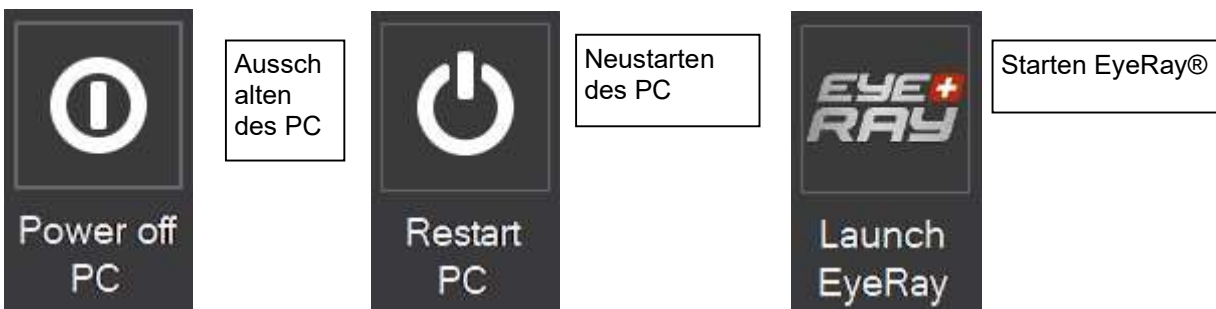 Power off
PC
Aussch
alten
des PC
Restart
PC
Neustarten
des PC
EYE
RAY
Launch
EyeRay
Starten EyeRay®